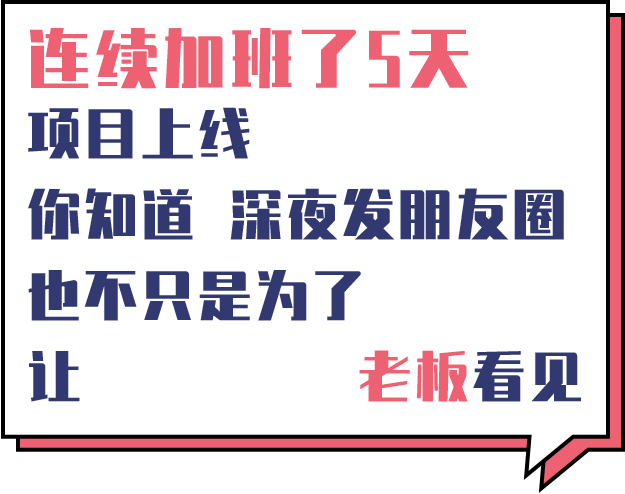 连续加班了5天
项目上线
你知道 深夜发朋友圈
也不只是为了
让 老板看见